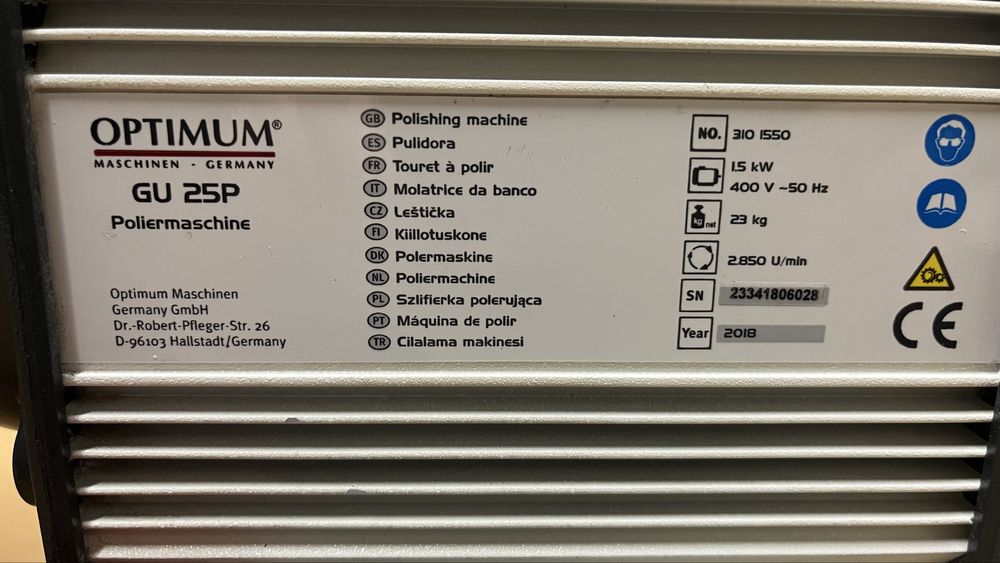 OPTIMUM®
MASCHINEN - GERMANY
GU 25P
Poliermaschine
Optimum Maschinen
Germany GmbH
Dr.-Robert-Pfleger-Str. 26
D-96103 Hallstadt/Germany
GB Polishing machine
ES Pulidora
FR Touret à polir
IT Molatrice da banco
CZ Leštička
FI Kiillotuskone
DK Polermaskine
NL Poliermachine
PL Szlifierka polerująca
PT Máquina de polir
TR Cilalama makinesi
NO. 310 1550
1.5 kW
400 V ~50 Hz
kg net 23 kg
2.850 U/min
SN 23341806028
Year 2018
CE